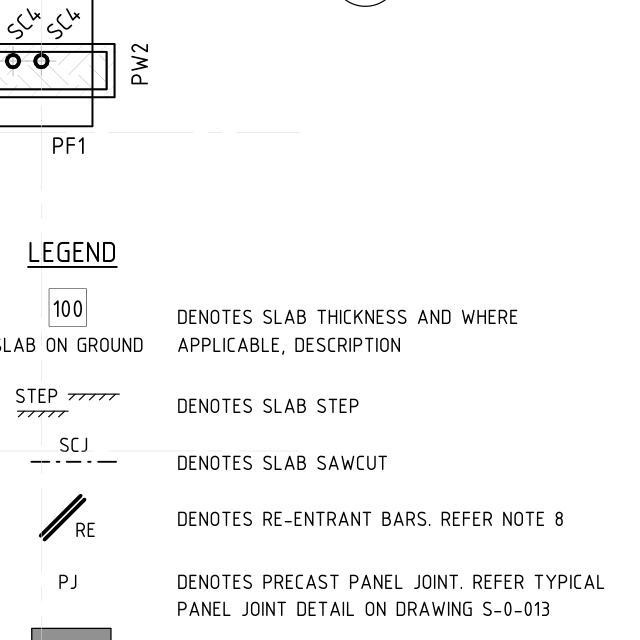 SC4 SC4
PW2
PF1
LEGEND
100
DENOTES SLAB THICKNESS AND WHERE
SLAB ON GROUND APPLICABLE, DESCRIPTION
STEP DENOTES SLAB STEP
SCJ
DENOTES SLAB SAWCUT
DENOTES RE-ENTRANT BARS. REFER NOTE 8
RE
PJ DENOTES PRECAST PANEL JOINT. REFER TYPICAL
PANEL JOINT DETAIL ON DRAWING S-0-013